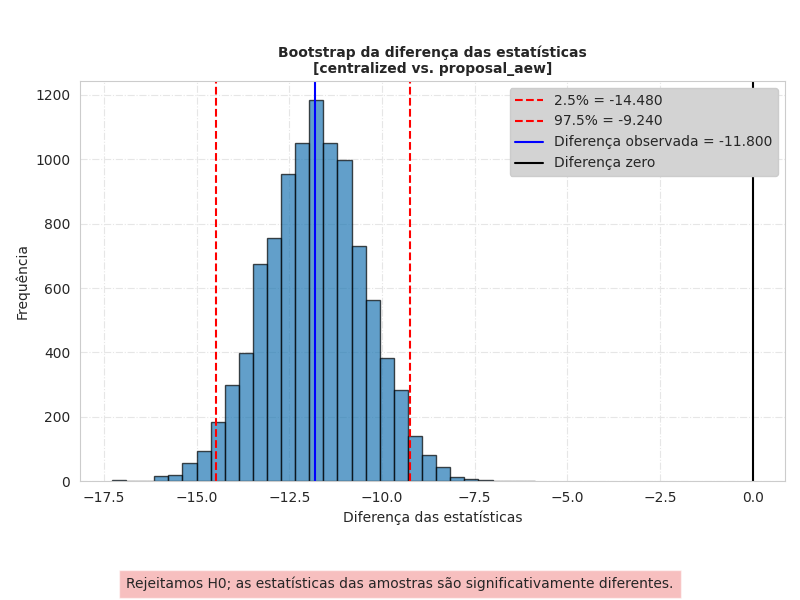 Bootstrap da diferença das estatísticas
[centralized vs. proposal_aew]
2.5% = -14.480
97.5% = -9.240
Diferença observada = -11.800
Diferença zero
Frequência
1200
1000
800
600
400
200
0
−17.5 −15.0 −12.5 −10.0 −7.5 −5.0 −2.5 0.0
Diferença das estatísticas
Rejeitamos H0; as estatísticas das amostras são significativamente diferentes.